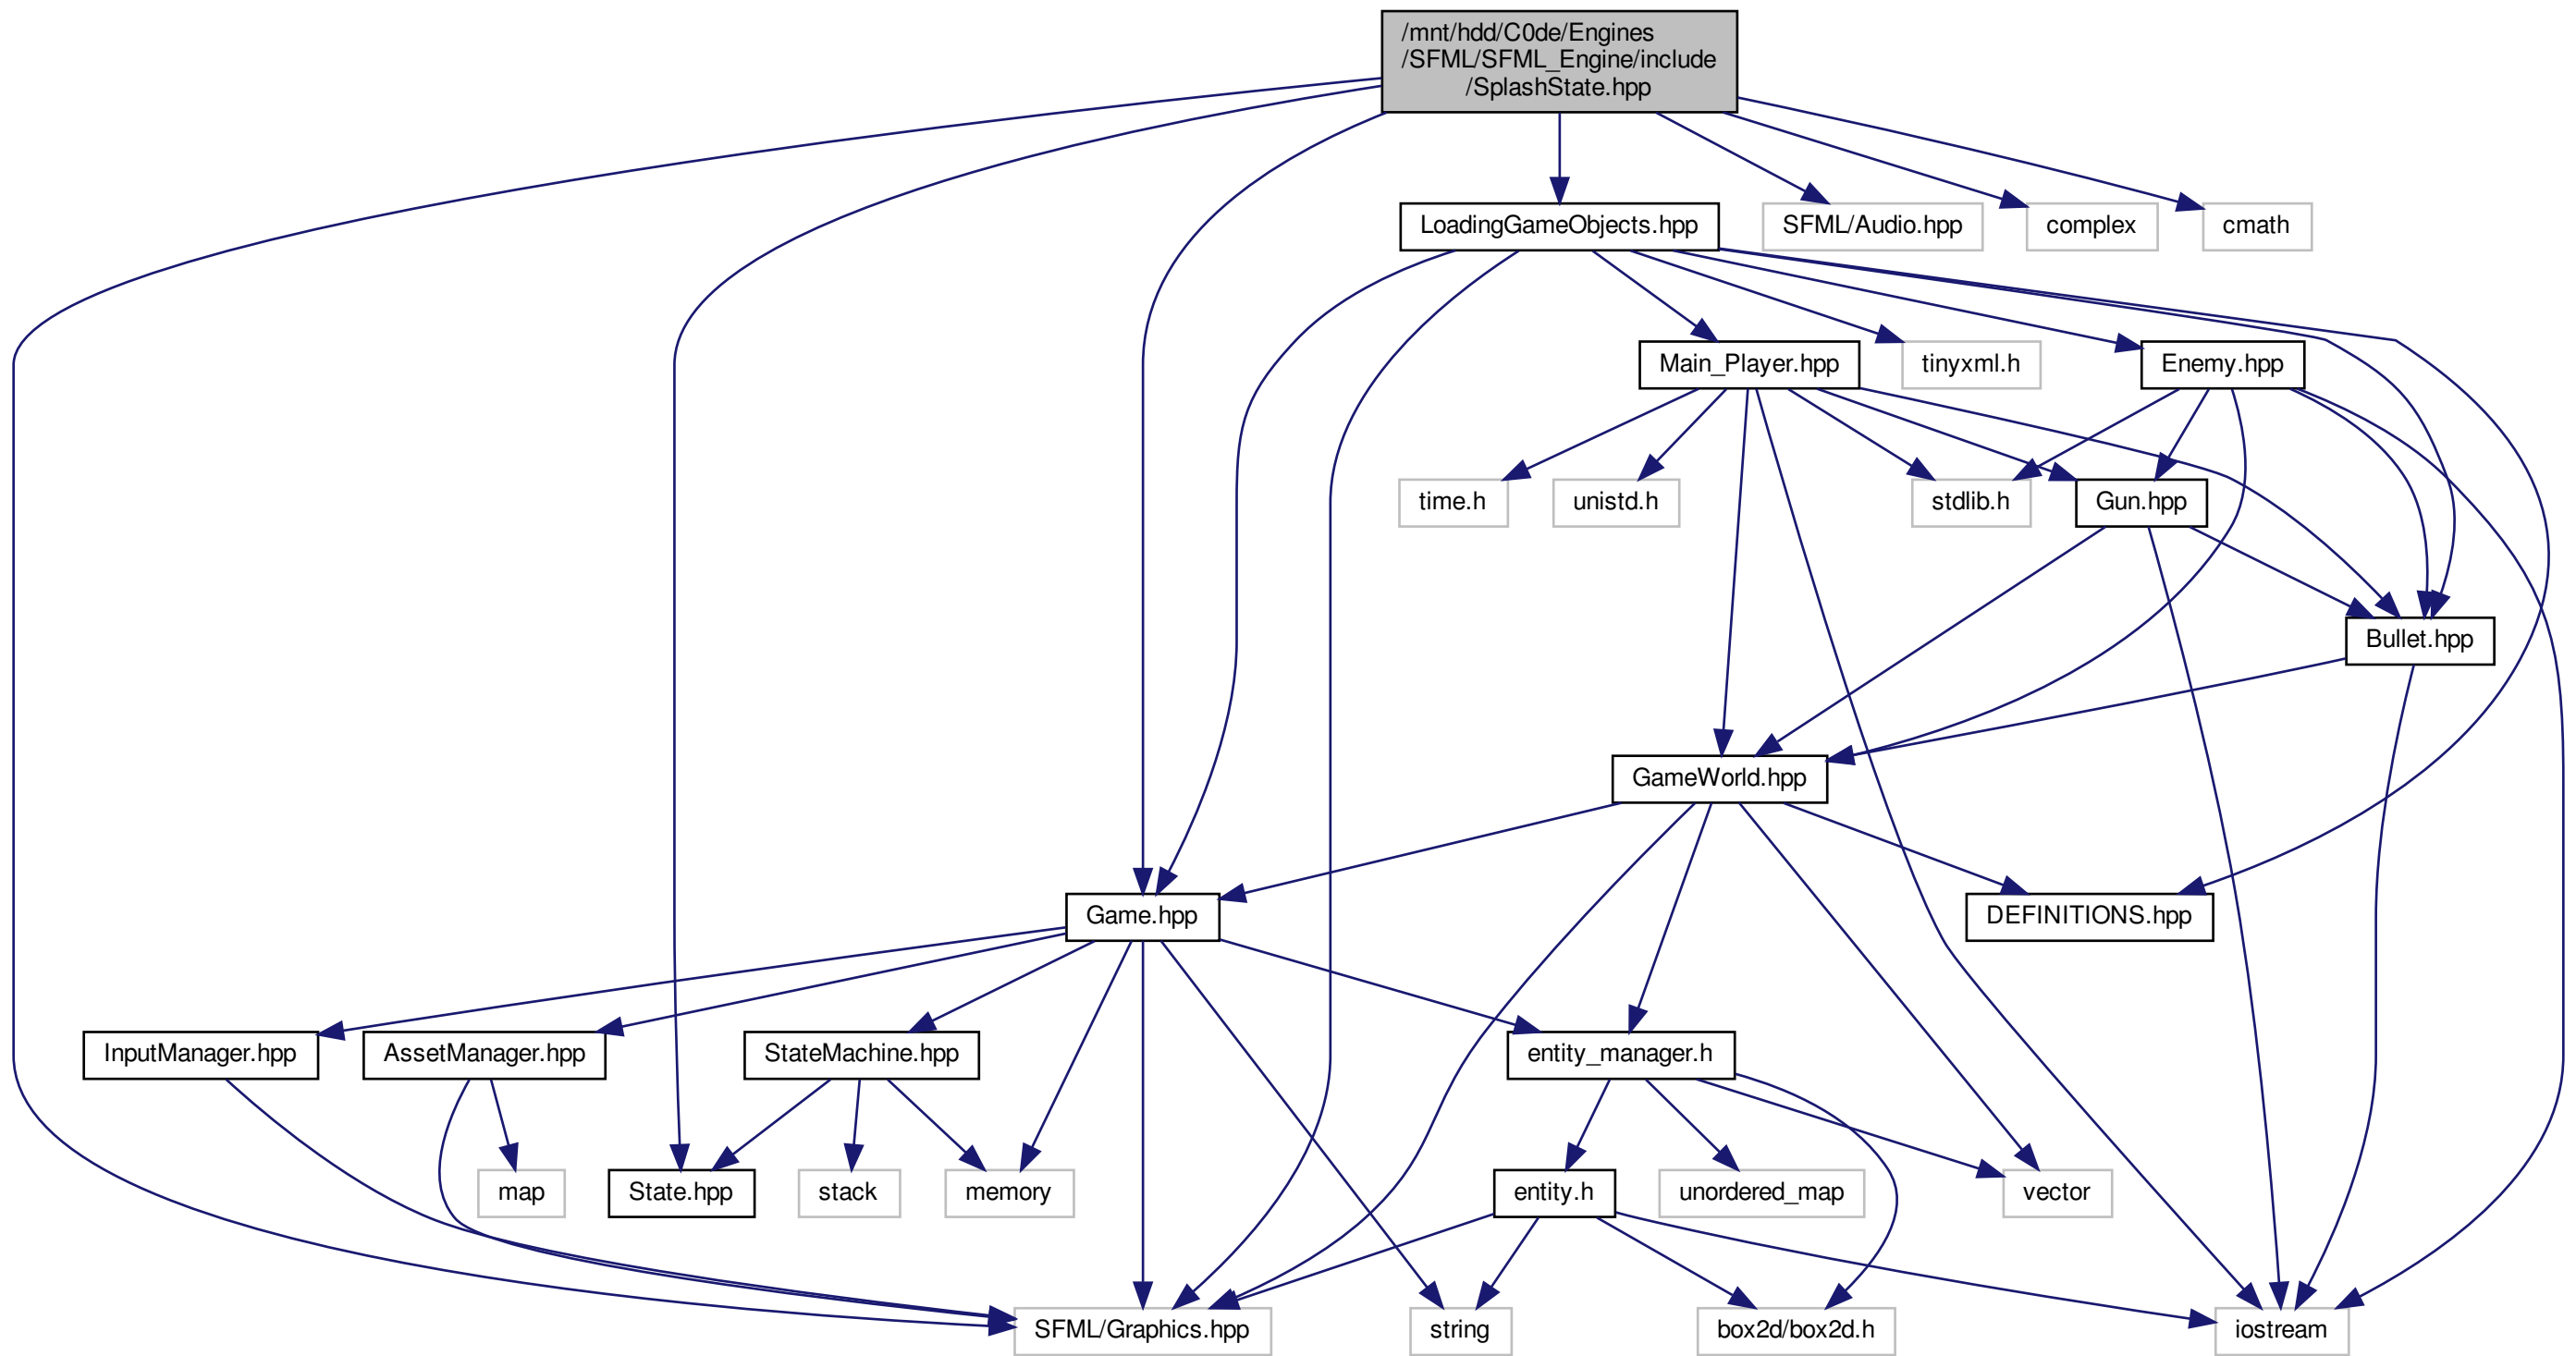 /mnt/hdd/C0de/Engines
/SFML/SFML_Engine/include
/SplashState.hpp
LoadingGameObjects.hpp
SFML/Audio.hpp
complex
cmath
Main_Player.hpp
tinyxml.h
Enemy.hpp
time.h
unistd.h
stdlib.h
Gun.hpp
Bullet.hpp
GameWorld.hpp
Game.hpp
DEFINITIONS.hpp
InputManager.hpp
AssetManager.hpp
StateMachine.hpp
entity_manager.h
map
State.hpp
stack
memory
entity.h
unordered_map
vector
SFML/Graphics.hpp
string
box2d/box2d.h
iostream